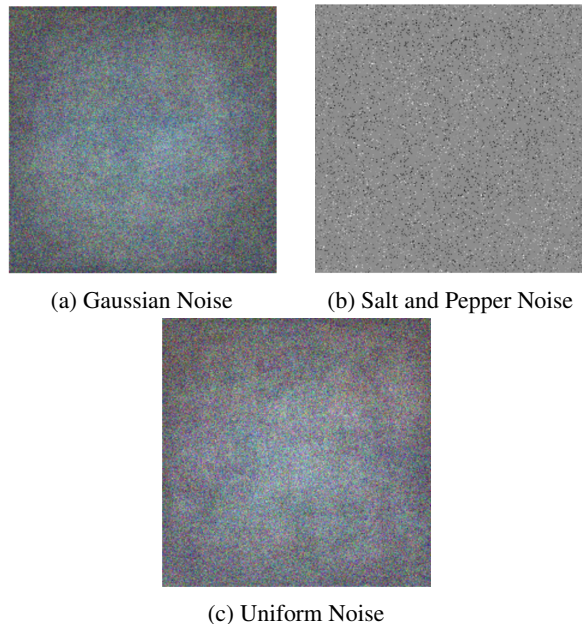 (a) Gaussian Noise
(b) Salt and Pepper Noise
(c) Uniform Noise